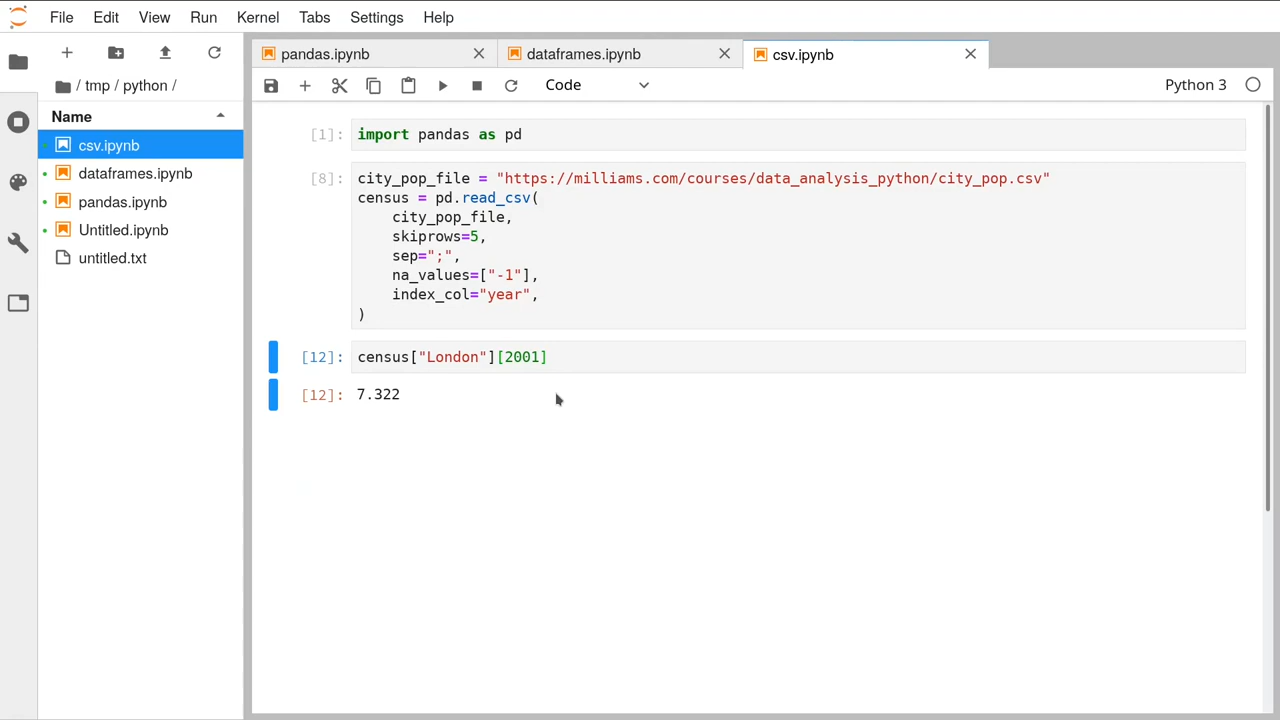 File Edit View Run Kernel Tabs Settings Help
pandas.ipynb
dataframes.ipynb
csv.ipynb
/ tmp / python /
Code
Python 3
Name
csv.ipynb
dataframes.ipynb
pandas.ipynb
Untitled.ipynb
untitled.txt
[1]: import pandas as pd
[8]: city_pop_file = "https://milliams.com/courses/data_analysis_python/city_pop.csv"
census = pd.read_csv(
    city_pop_file,
    skiprows=5,
    sep=";",
    na_values=["-1"],
    index_col="year",
)
[12]: census["London"][2001]
[12]: 7.322